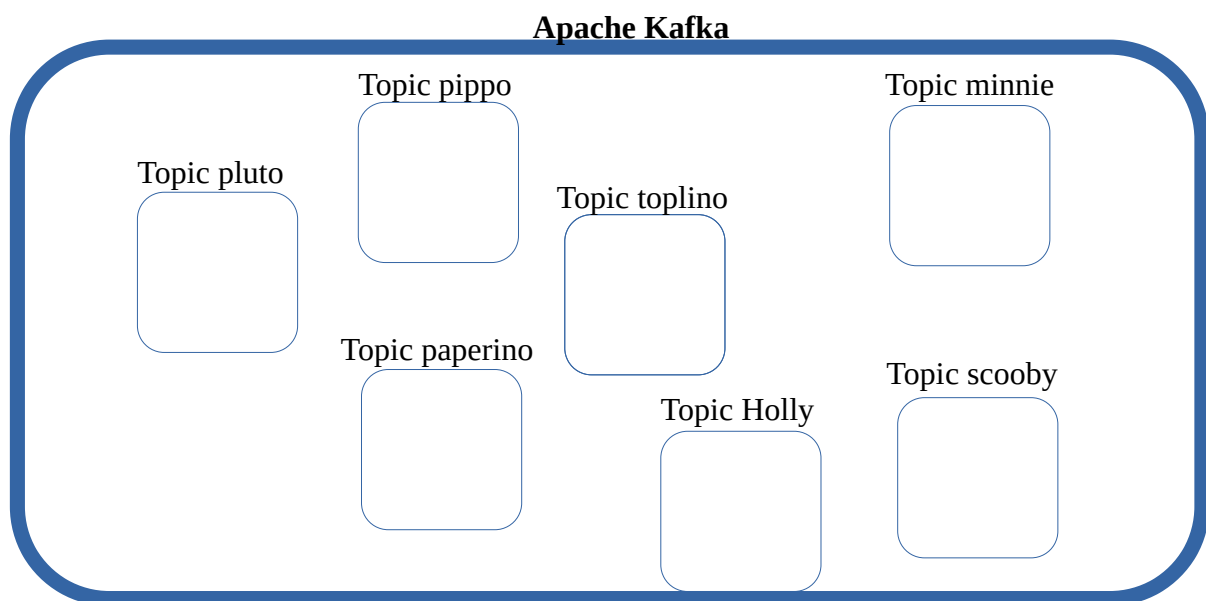 Apache Kafka
Topic pippo
Topic minnie
Topic pluto
Topic toplino
Topic paperino
Topic scooby
Topic Holly